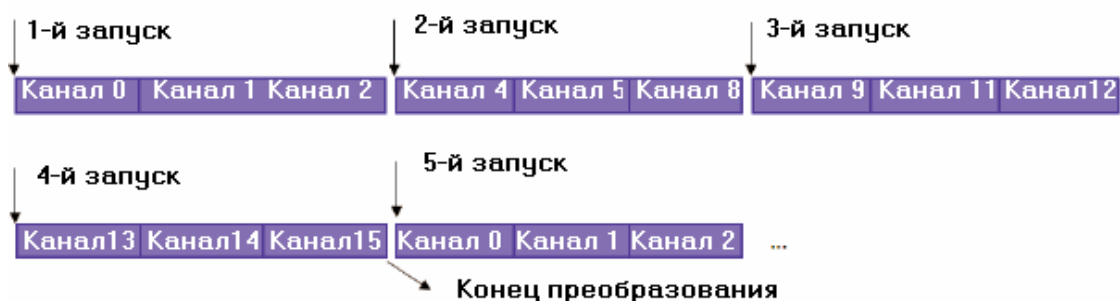 1-й запуск 2-й запуск 3-й запуск
Канал 0 Канал 1 Канал 2 Канал 4 Канал 5 Канал 8 Канал 9 Канал 11 Канал12
4-й запуск 5-й запуск
Канал13 Канал14 Канал15 Канал 0 Канал 1 Канал 2 ...
Конец преобразования